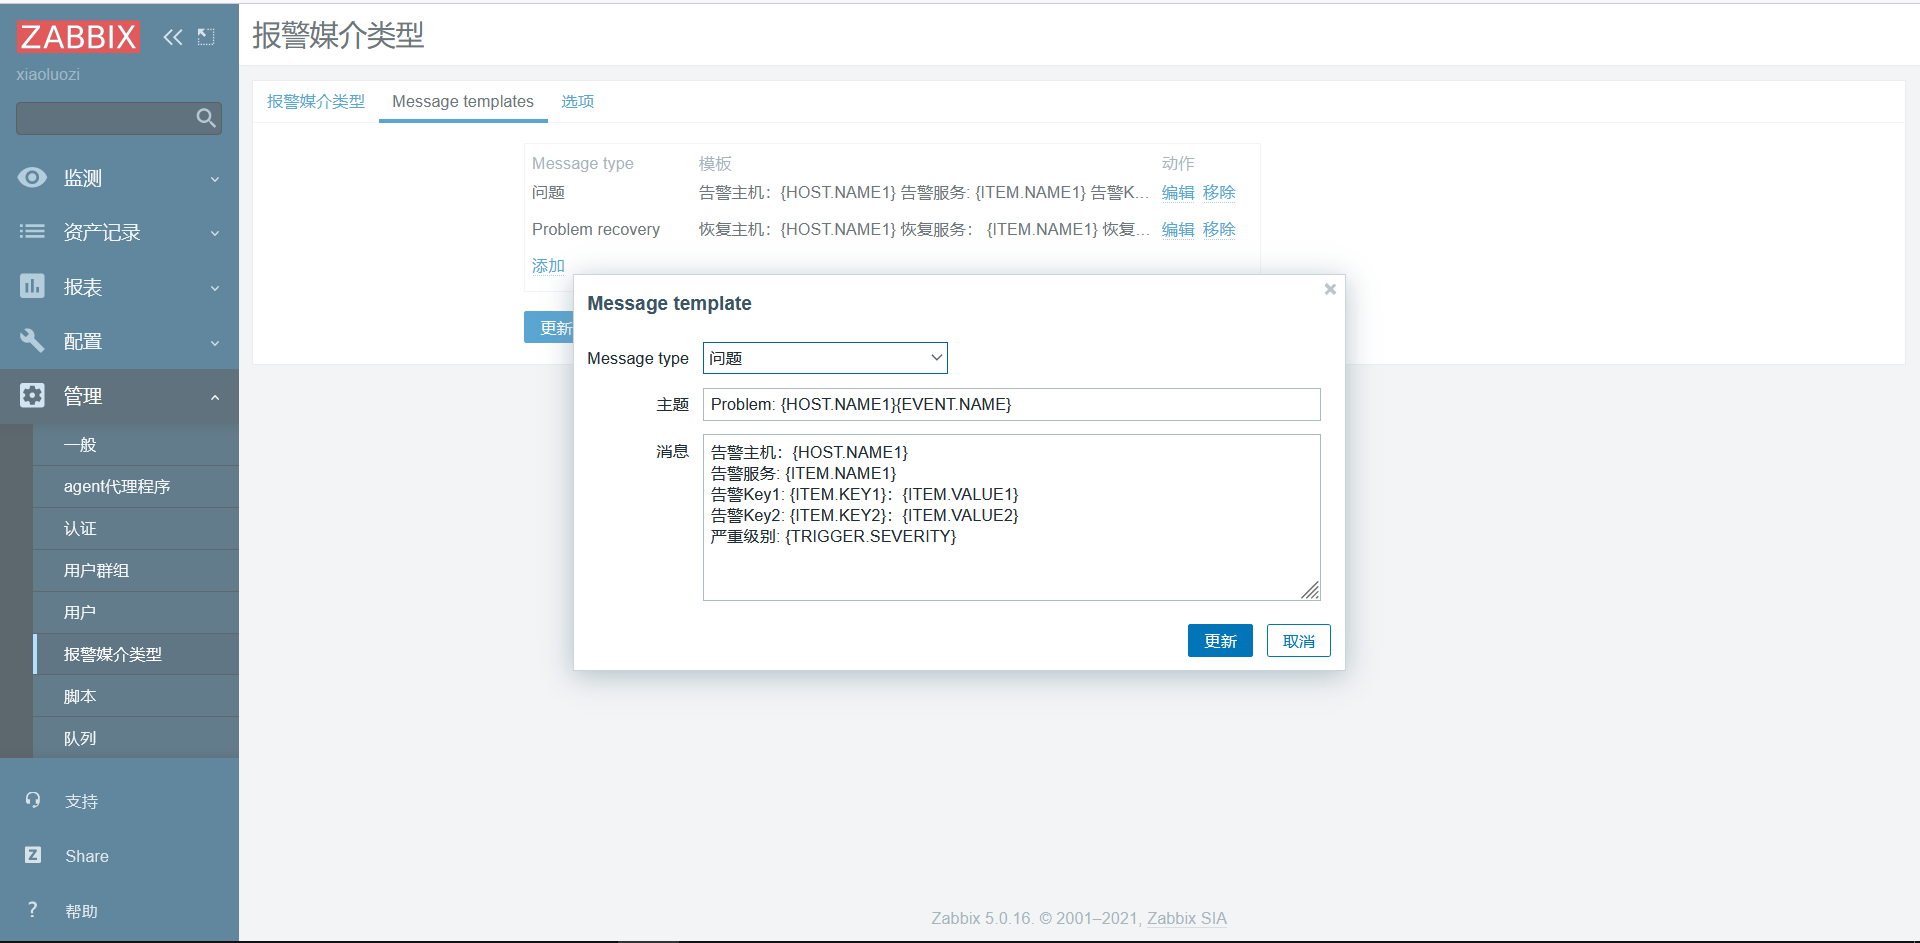 ZABBIX
xiaoluozi
监测
资产记录
报表
配置
管理
一般
agent代理程序
认证
用户群组
用户
报警媒介类型
脚本
队列
支持
Share
帮助
报警媒介类型
报警媒介类型 Message templates 选项
Message type 模板 动作
问题 告警主机：{HOST.NAME1} 告警服务: {ITEM.NAME1} 告警K... 编辑 移除
Problem recovery 恢复主机：{HOST.NAME1} 恢复服务： {ITEM.NAME1} 恢复... 编辑 移除
添加
更新
Message template
Message type 问题
主题 Problem: {HOST.NAME1}{EVENT.NAME}
消息 告警主机：{HOST.NAME1}
告警服务: {ITEM.NAME1}
告警Key1: {ITEM.KEY1}：{ITEM.VALUE1}
告警Key2: {ITEM.KEY2}：{ITEM.VALUE2}
严重级别: {TRIGGER.SEVERITY}
更新 取消
Zabbix 5.0.16. © 2001–2021, Zabbix SIA